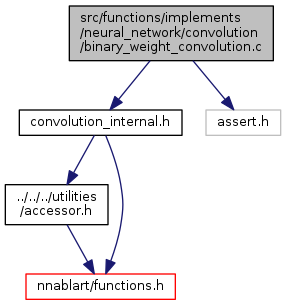 src/functions/implements
/neural_network/convolution
/binary_weight_convolution.c
convolution_internal.h
assert.h
../../../utilities
/accessor.h
nnablart/functions.h